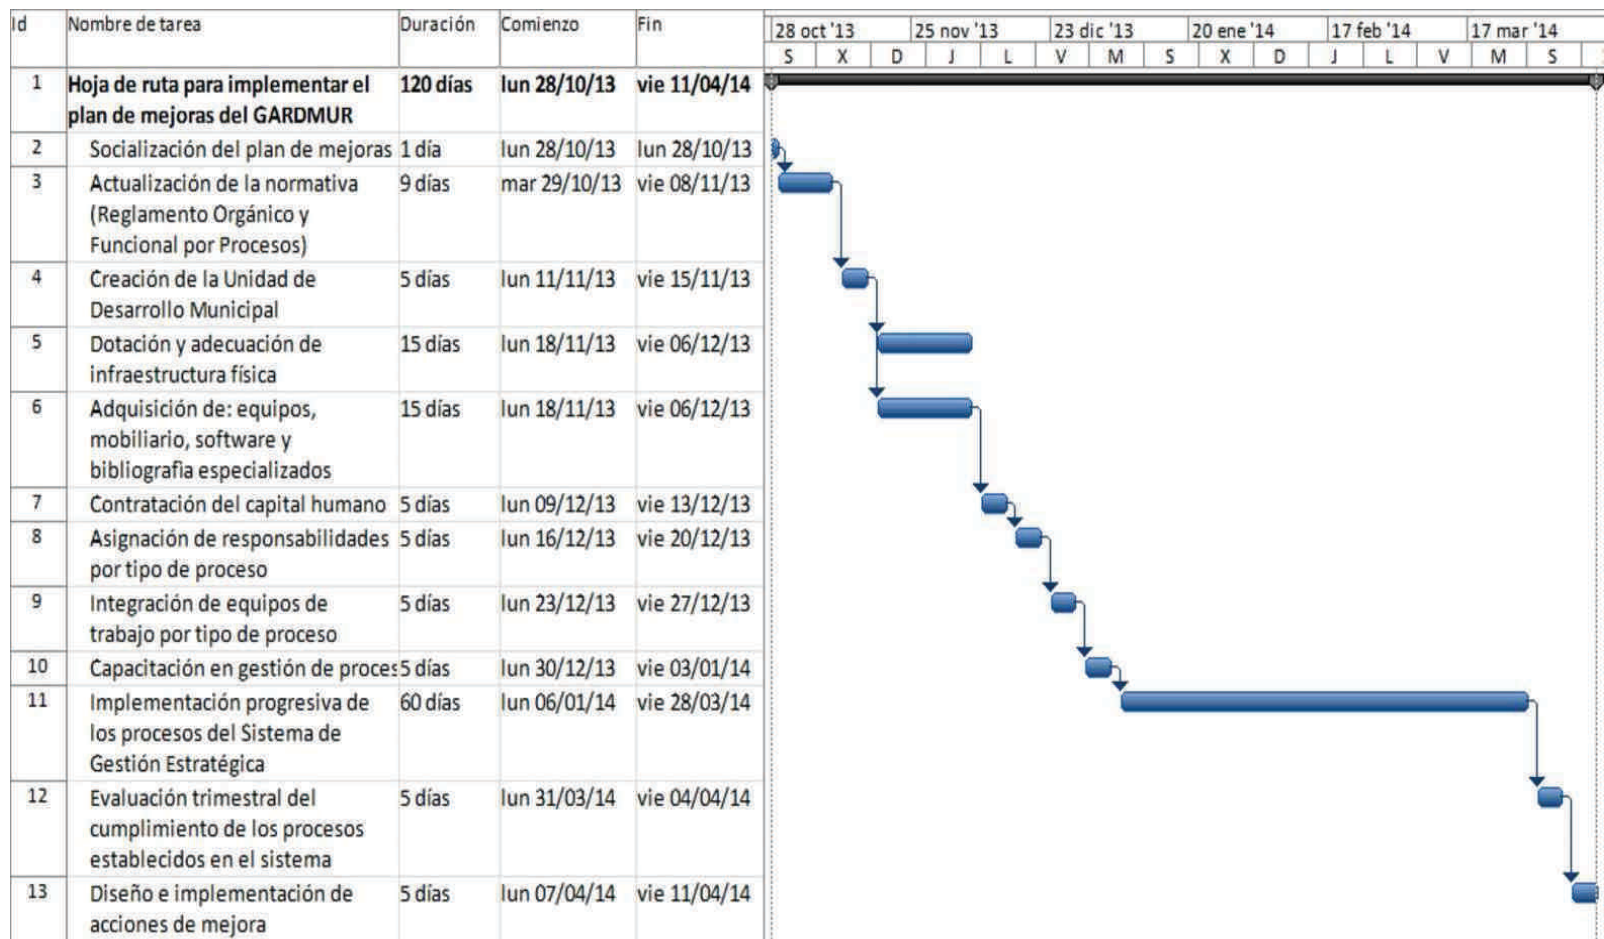 Id Nombre de tarea Duración Comienzo Fin
28 oct '13 25 nov '13 23 dic '13 20 ene '14 17 feb '14 17 mar '14
S X D J L V M S X D J L V M S
1 Hoja de ruta para implementar el 120 días lun 28/10/13 vie 11/04/14
plan de mejoras del GARDMUR
2 Socialización del plan de mejoras 1 día lun 28/10/13 lun 28/10/13
3 Actualización de la normativa 9 días mar 29/10/13 vie 08/11/13
(Reglamento Orgánico y
Funcional por Procesos)
4 Creación de la Unidad de 5 días lun 11/11/13 vie 15/11/13
Desarrollo Municipal
5 Dotación y adecuación de 15 días lun 18/11/13 vie 06/12/13
infraestructura física
6 Adquisición de: equipos, 15 días lun 18/11/13 vie 06/12/13
mobiliario, software y
bibliografia especializados
7 Contratación del capital humano 5 días lun 09/12/13 vie 13/12/13
8 Asignación de responsabilidades 5 días lun 16/12/13 vie 20/12/13
por tipo de proceso
9 Integración de equipos de 5 días lun 23/12/13 vie 27/12/13
trabajo por tipo de proceso
10 Capacitación en gestión de proces 5 días lun 30/12/13 vie 03/01/14
11 Implementación progresiva de 60 días lun 06/01/14 vie 28/03/14
los procesos del Sistema de
Gestión Estratégica
12 Evaluación trimestral del 5 días lun 31/03/14 vie 04/04/14
cumplimiento de los procesos
establecidos en el sistema
13 Diseño e implementación de 5 días lun 07/04/14 vie 11/04/14
acciones de mejora